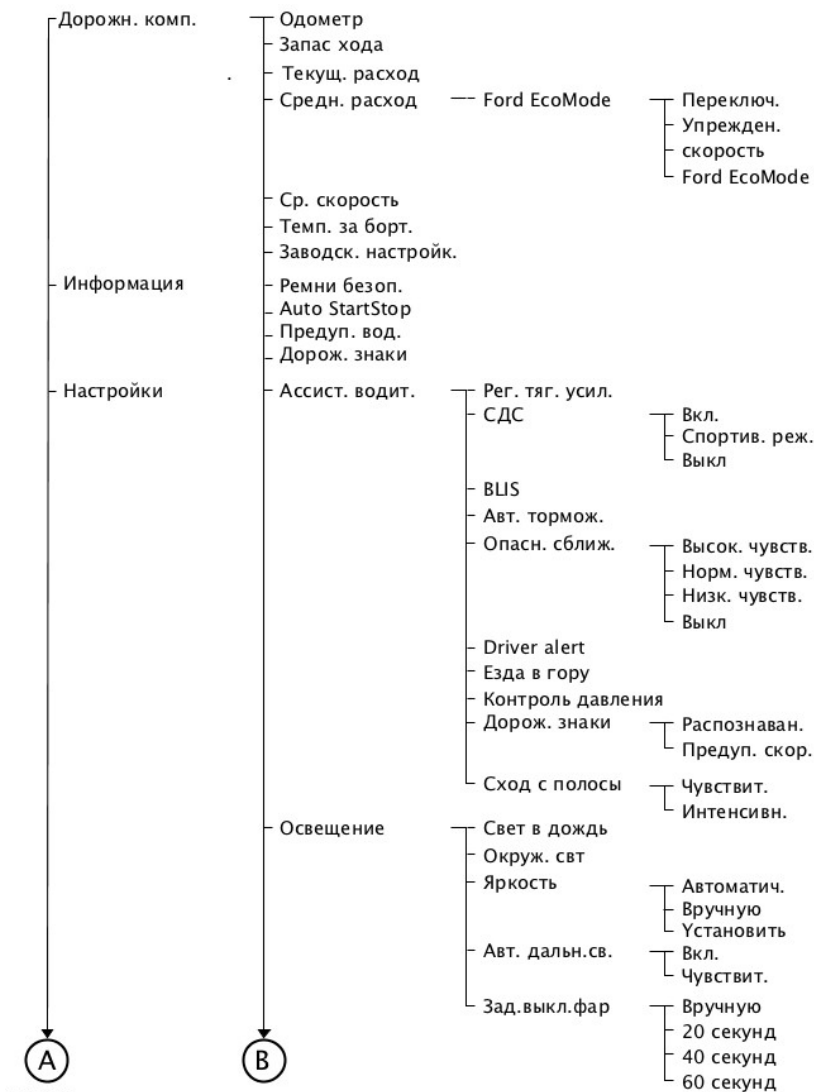 Дорожн. комп.
Одометр
Запас хода
Текущ. расход
Средн. расход
Ford EcoMode
Переключ.
Упрежден.
скорость
Ford EcoMode
Ср. скорость
Темп. за борт.
Заводск. настройк.
Информация
Ремни безоп.
Auto StartStop
Предуп. вод.
Дорож. знаки
Настройки
Ассист. водит.
Рег. тяг. усил.
СДС
Вкл.
Спортив. реж.
Выкл
BLIS
Авт. тормож.
Опасн. сближ.
Высок. чувств.
Норм. чувств.
Низк. чувств.
Выкл
Driver alert
Езда в гору
Контроль давления
Дорож. знаки
Распознаван.
Предуп. скор.
Сход с полосы
Чувствит.
Интенсивн.
Освещение
Свет в дождь
Окруж. свт
Яркость
Автоматич.
Вручную
Установить
Авт. дальн.св.
Вкл.
Чувствит.
Зад.выкл.фар
Вручную
20 секунд
40 секунд
60 секунд
A
B